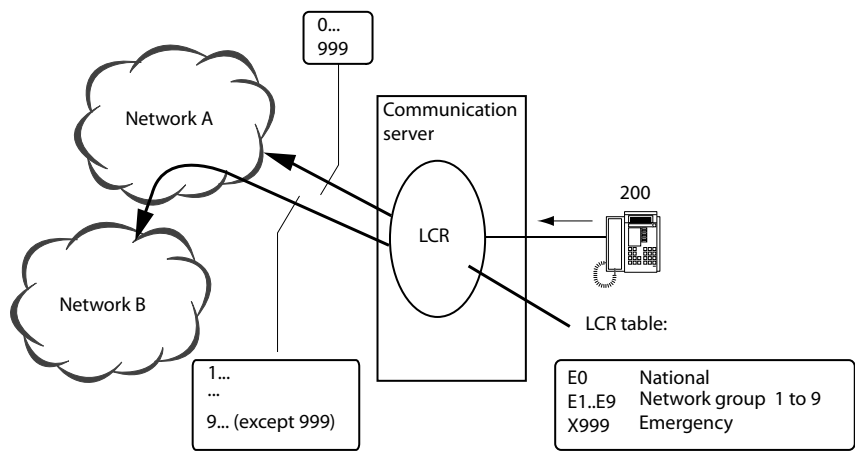 0...
999
Network A
Communication
server
200
LCR
Network B
LCR table:
1...
...
9... (except 999)
E0 National
E1..E9 Network group 1 to 9
X999 Emergency